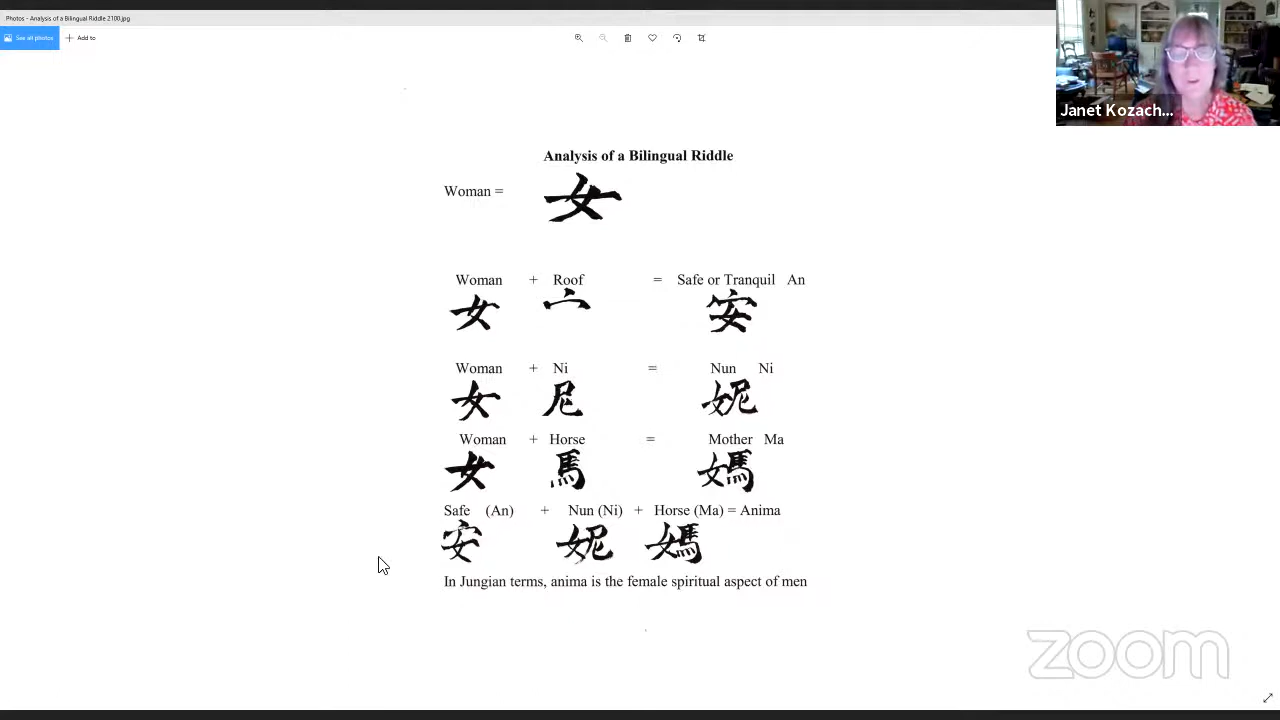 Photos - Analysis of a Bilingual Riddle 2100.jpg
See all photos
Add to
Janet Kozach...
Analysis of a Bilingual Riddle
Woman =
女
Woman + Roof = Safe or Tranquil An
女 宀 安
Woman + Ni = Nun Ni
女 尼 妮
Woman + Horse = Mother Ma
女 馬 媽
Safe (An) + Nun (Ni) + Horse (Ma) = Anima
安 妮 媽
In Jungian terms, anima is the female spiritual aspect of men
zoom